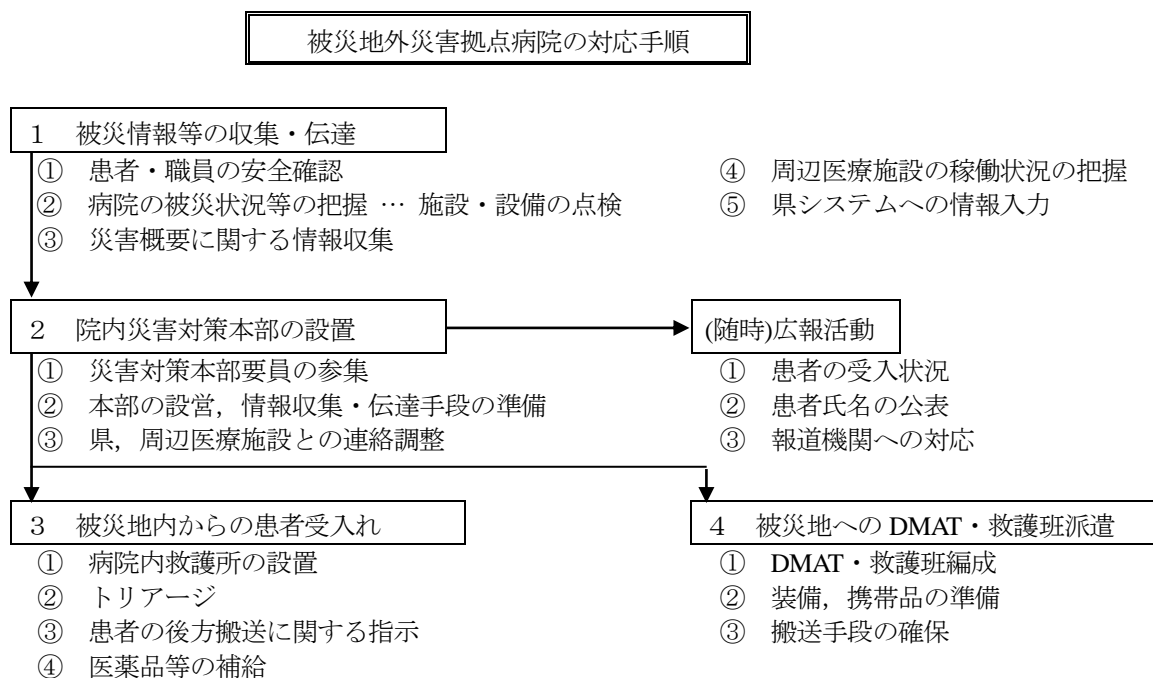 被災地外災害拠点病院の対応手順
１　被災情報等の収集・伝達
①　患者・職員の安全確認
②　病院の被災状況等の把握 … 施設・設備の点検
③　災害概要に関する情報収集
④　周辺医療施設の稼働状況の把握
⑤　県システムへの情報入力
２　院内災害対策本部の設置
①　災害対策本部要員の参集
②　本部の設営，情報収集・伝達手段の準備
③　県，周辺医療施設との連絡調整
(随時)広報活動
①　患者の受入状況
②　患者氏名の公表
③　報道機関への対応
３　被災地内からの患者受入れ
①　病院内救護所の設置
②　トリアージ
③　患者の後方搬送に関する指示
④　医薬品等の補給
４　被災地への DMAT・救護班派遣
①　DMAT・救護班編成
②　装備，携帯品の準備
③　搬送手段の確保